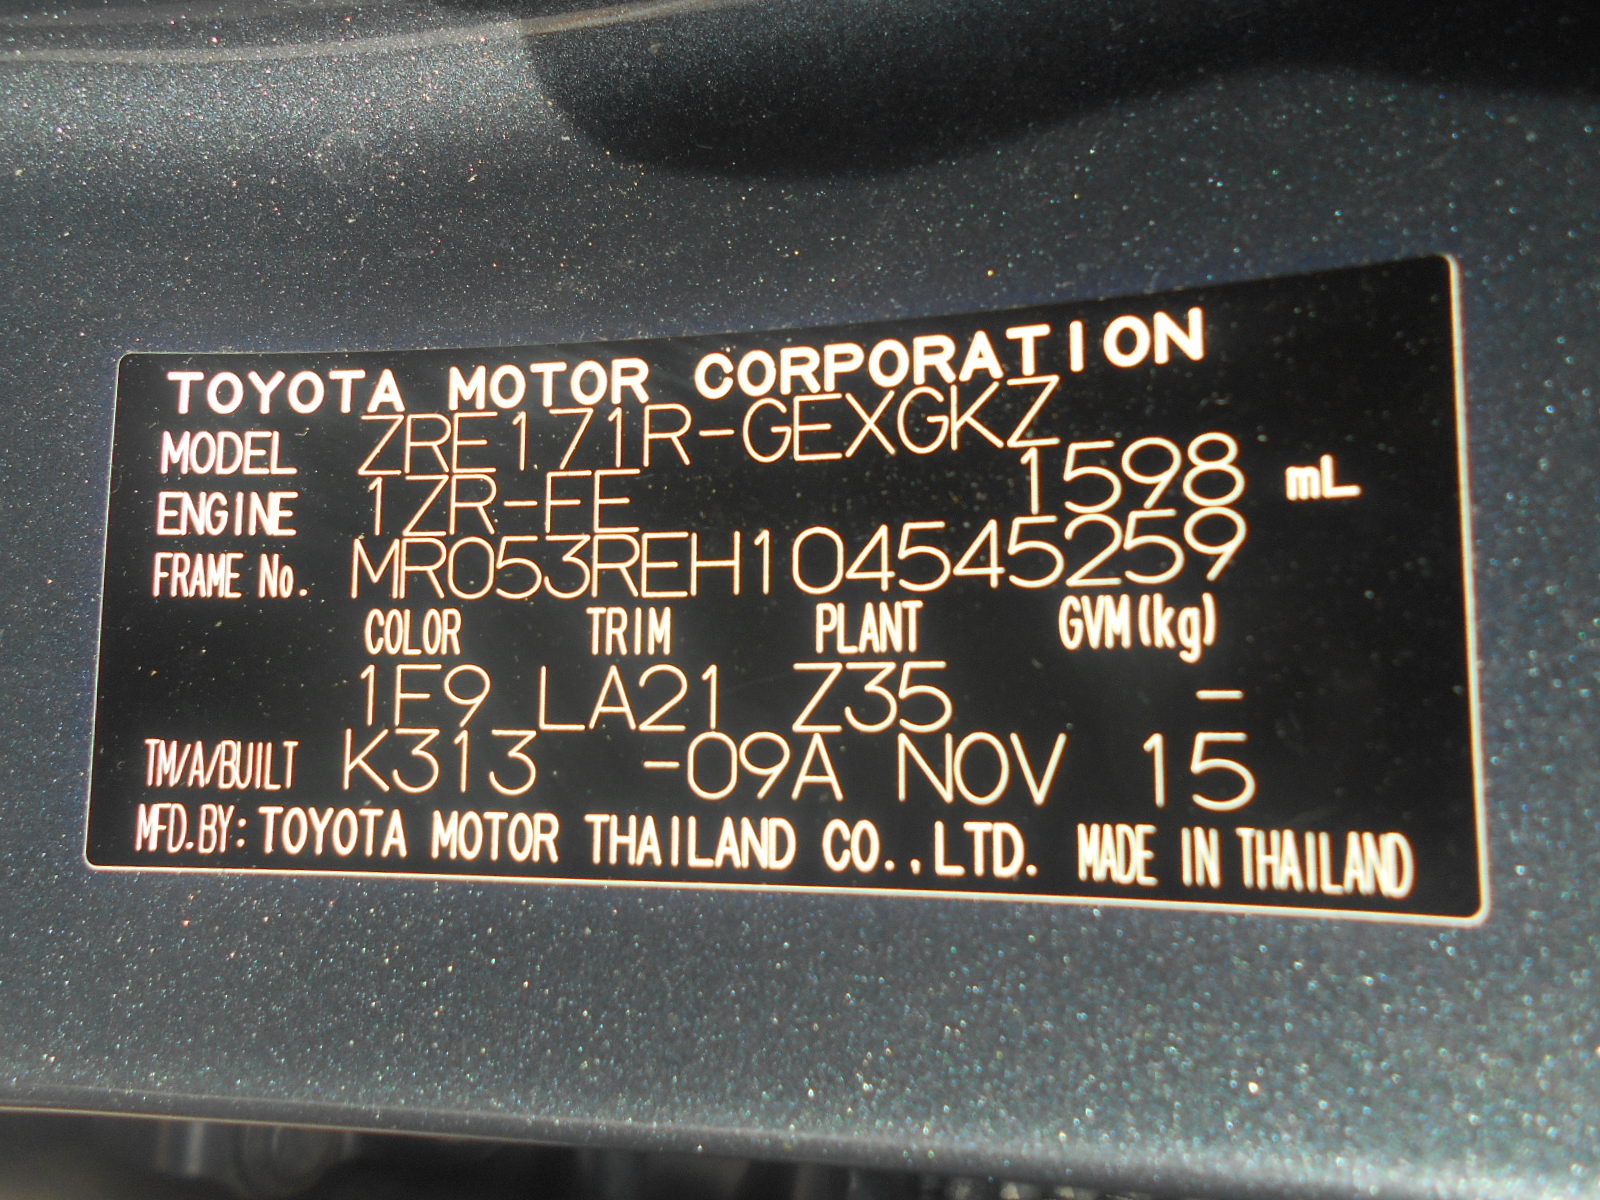 TOYOTA MOTOR CORPORATION
MODEL ZRE171R-GEXGKZ
ENGINE 1ZR-FE 1598 mL
FRAME No. MR053REH104545259
COLOR TRIM PLANT GVM(kg)
1F9 LA21 Z35 -
TM/A/BUILT K313 -09A NOV 15
MFD.BY: TOYOTA MOTOR THAILAND CO.,LTD. MADE IN THAILAND